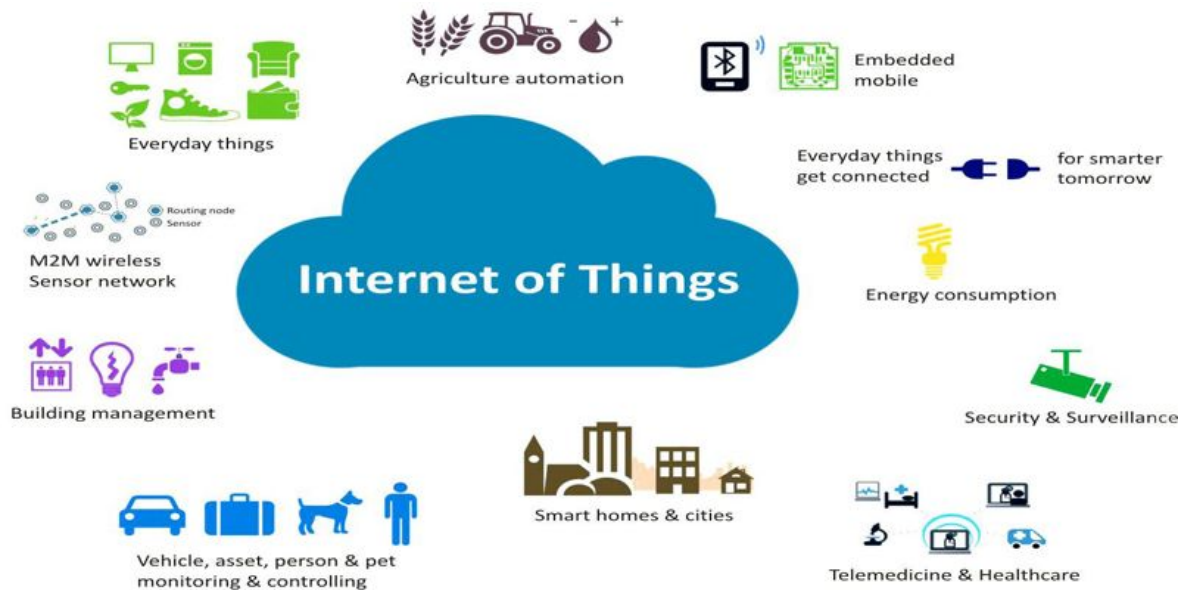 Agriculture automation
Embedded
mobile
Everyday things
Everyday things
get connected
for smarter
tomorrow
Routing node
Sensor
M2M wireless
Sensor network
Internet of Things
Energy consumption
Building management
Security & Surveillance
Smart homes & cities
Vehicle, asset, person & pet
monitoring & controlling
Telemedicine & Healthcare